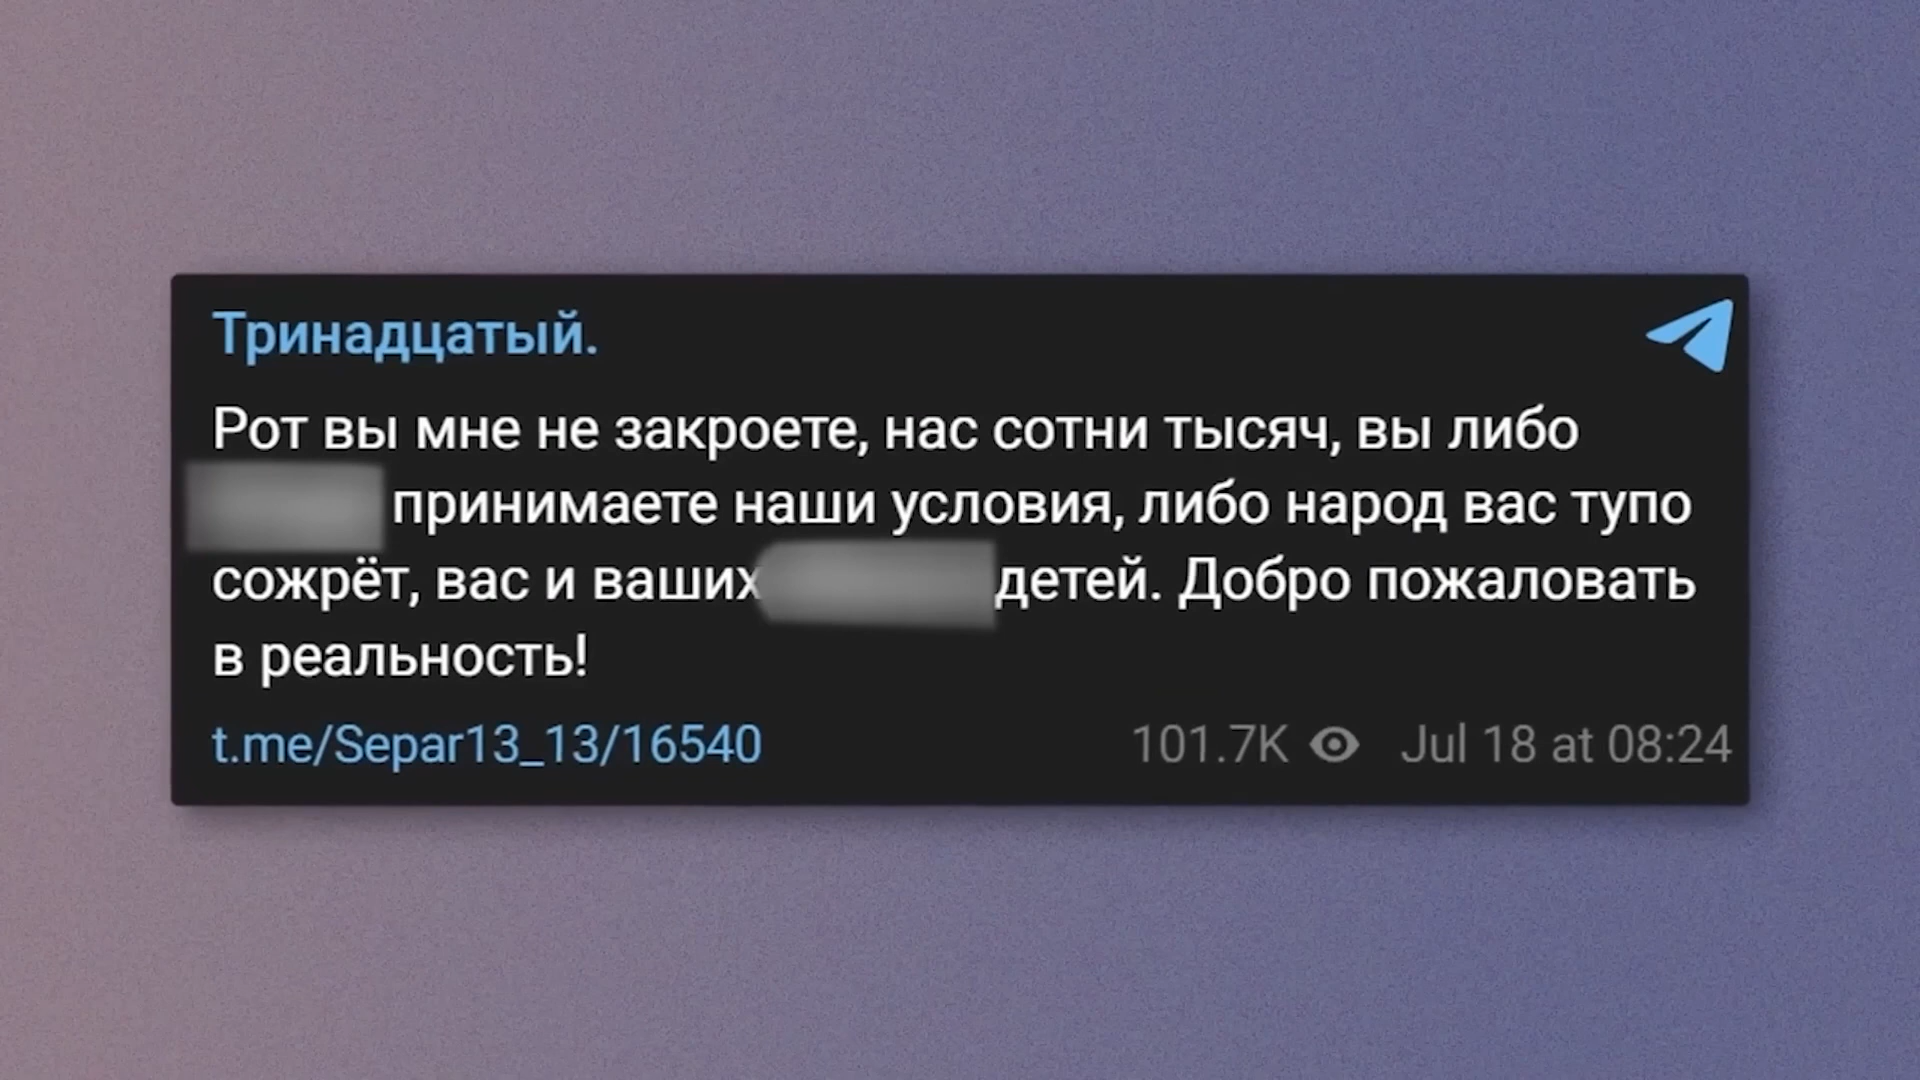 Тринадцатый.
Рот вы мне не закроете, нас сотни тысяч, вы либо
принимаете наши условия, либо народ вас тупо
сожрёт, вас и ваших детей. Добро пожаловать
в реальность!
t.me/Separ13_13/16540 101.7K Jul 18 at 08:24